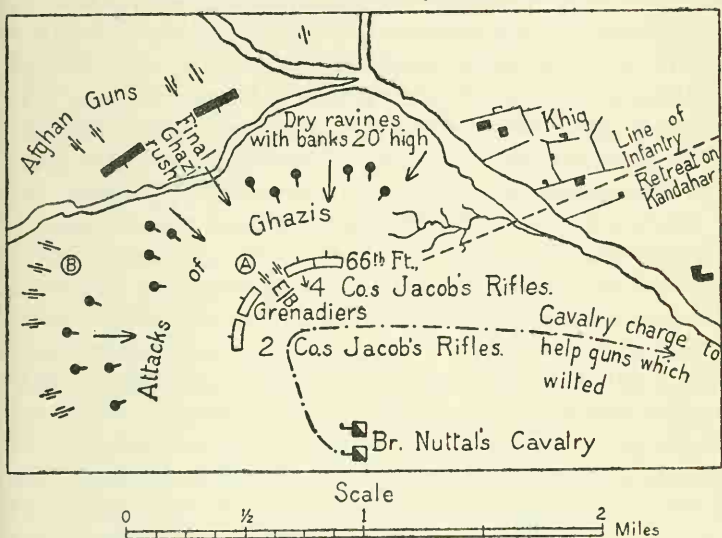 Afghan Guns
Final
Ghazi
rush
Dry ravines
with banks 20' high
Khig
Line of
Infantry
Retreat on
Kandahar
Ghazis
Attacks of
B
A
E/B
66th Ft.,
4 Co.s Jacob's Rifles.
Grenadiers
2 Co.s Jacob's Rifles.
Cavalry charge to
help guns which
wilted
Br. Nuttal's Cavalry
Scale
0 ½ 1 2 Miles